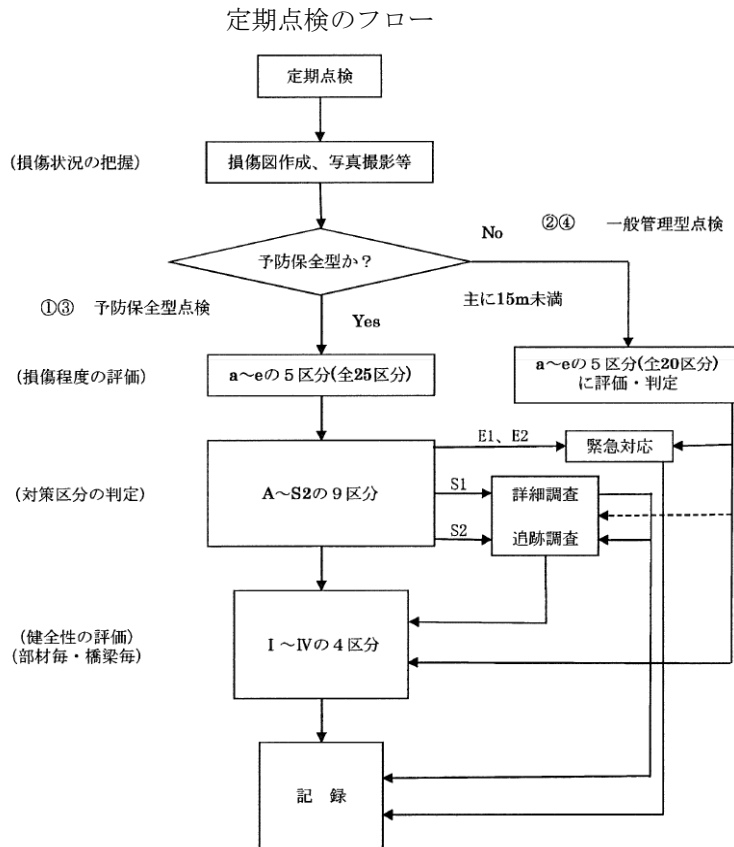 定期点検のフロー
定期点検
(損傷状況の把握)
損傷図作成、写真撮影等
No
②④ 一般管理型点検
予防保全型か?
主に15m未満
①③ 予防保全型点検
Yes
(損傷程度の評価)
a～eの5区分(全25区分)
a～eの5区分(全20区分)
に評価・判定
E1、E2
緊急対応
(対策区分の判定)
A～S2の9区分
S1
詳細調査
S2
追跡調査
(健全性の評価)
(部材毎・橋梁毎)
Ⅰ～Ⅳの4区分
記 録